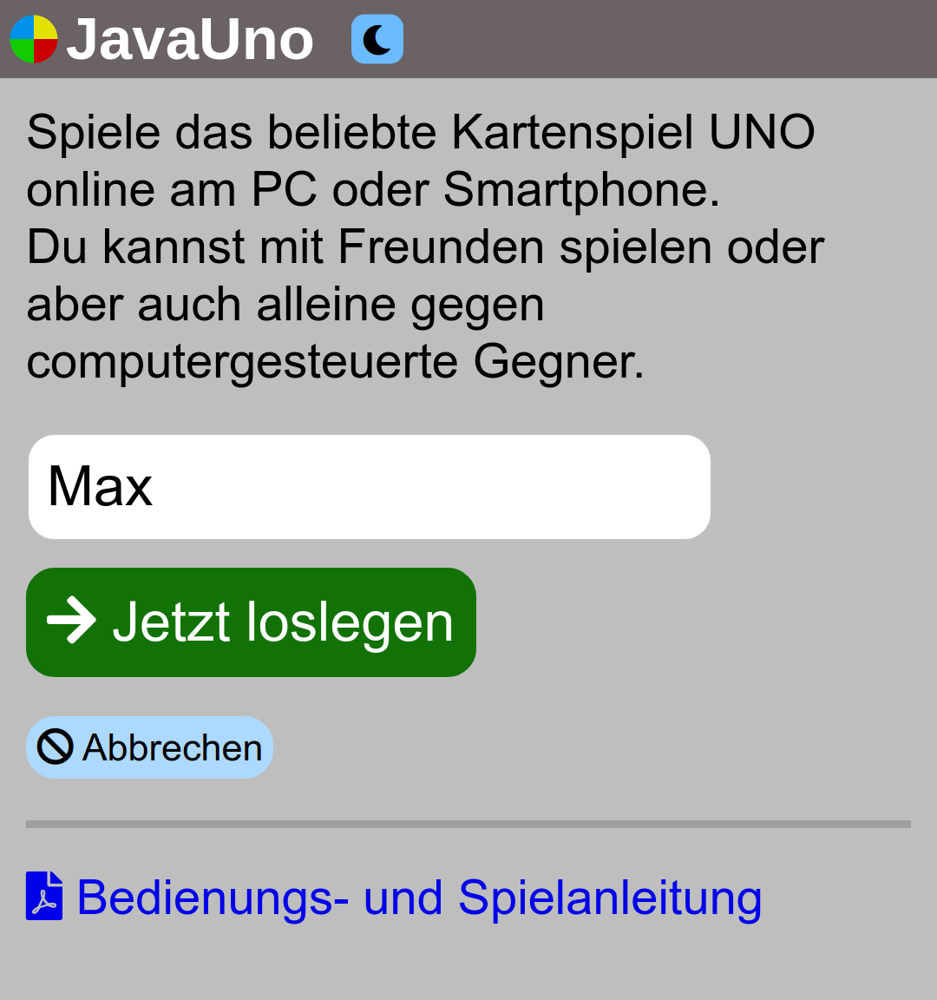 JavaUno
Spiele das beliebte Kartenspiel UNO
online am PC oder Smartphone.
Du kannst mit Freunden spielen oder
aber auch alleine gegen
computergesteuerte Gegner.
Max
Jetzt loslegen
Abbrechen
Bedienungs- und Spielanleitung